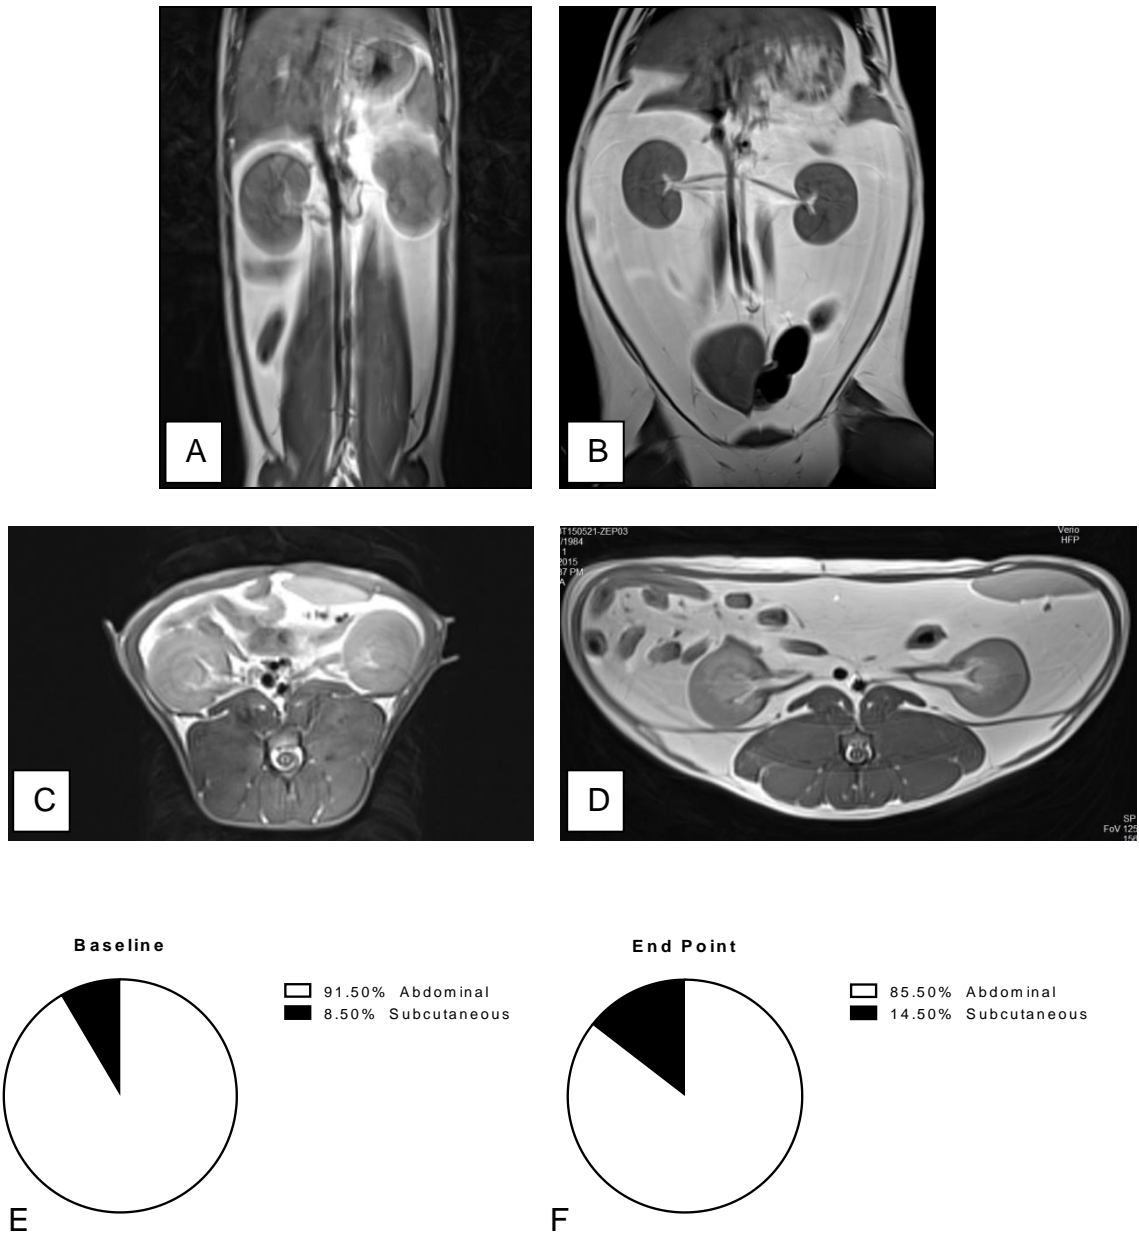 A
B
T150521-ZEP03
/1984
1
2015
37 PM
A
Verio
HFP
C
D
SP
FoV 125
Baseline
91.50% Abdominal
8.50% Subcutaneous
End Point
85.50% Abdominal
14.50% Subcutaneous
E
F